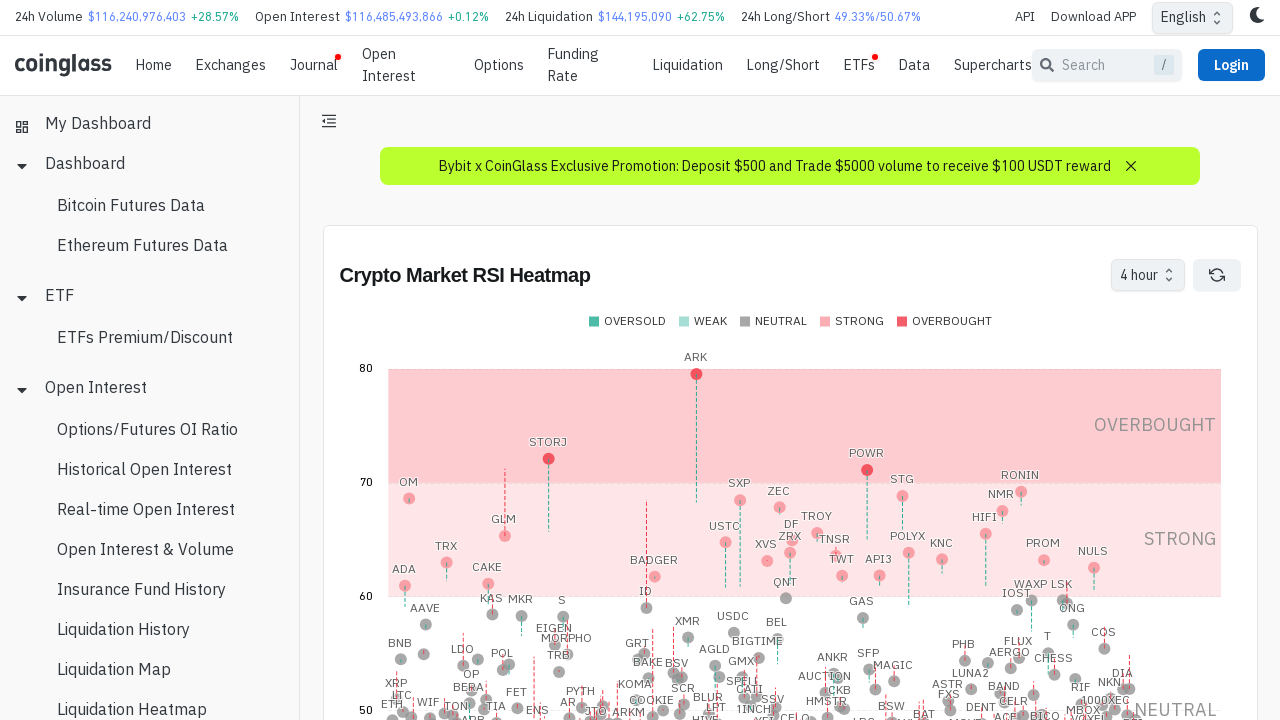 24h Volume $116,240,976,403 +28.57% Open Interest $116,485,493,866 +0.12% 24h Liquidation $144,195,090 +62.75% 24h Long/Short 49.33%/50.67% API Download APP English
coinglass Home Exchanges Journal Open Interest Options Funding Rate Liquidation Long/Short ETFs Data Supercharts Search / Login
My Dashboard
Dashboard
Bitcoin Futures Data
Ethereum Futures Data
ETF
ETFs Premium/Discount
Open Interest
Options/Futures OI Ratio
Historical Open Interest
Real-time Open Interest
Open Interest & Volume
Insurance Fund History
Liquidation History
Liquidation Map
Liquidation Heatmap
Bybit x CoinGlass Exclusive Promotion: Deposit $500 and Trade $5000 volume to receive $100 USDT reward
Crypto Market RSI Heatmap
4 hour
OVERSOLD WEAK NEUTRAL STRONG OVERBOUGHT
ARK
80
OVERBOUGHT
STORJ
POWR
70
OM SXP ZEC STG RONIN
NMR
GLM USTC DF TROY HIFI
ZRX TNSR POLYX
STRONG
TRX XVS KNC PROM NULS
ADA CAKE BADGER TWT API3
QNT WAXP LSK
60
KAS MKR S ID GAS IOST
AAVE XMR USDC BEL ONG
EIGEN MORPHO BIGTIME T COS
BNB LDO POL TRB GRT AGLD SFP PHB FLUX
BAKE BSV GMX ANKR MAGIC AERGO CHESS
XRP OP BERA KOMA SCR SPELL CATI AUCTION CKB ASTR LUNA2 BAND RIF NKN DIA
LTC FET PYTH BLUR FXS
ETH WIF TON TIA ENS AR COOKIE LPT 1INCH SSV HMSTR BSW DENT CELR 1000XEC
50
ARKM HIVE CELO BAT BICO MBOX
NEUTRAL